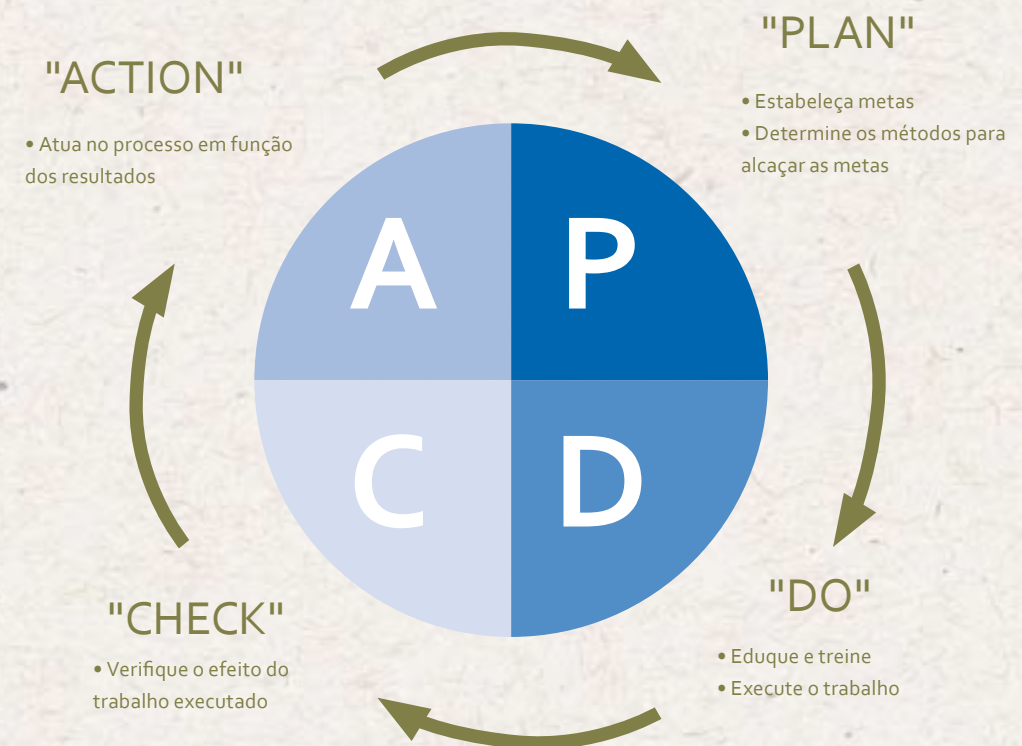 "PLAN"
• Estabeleça metas
• Determine os métodos para
alcaçar as metas
"ACTION"
• Atua no processo em função
dos resultados
A
P
C
D
"DO"
• Eduque e treine
• Execute o trabalho
"CHECK"
• Verifique o efeito do
trabalho executado